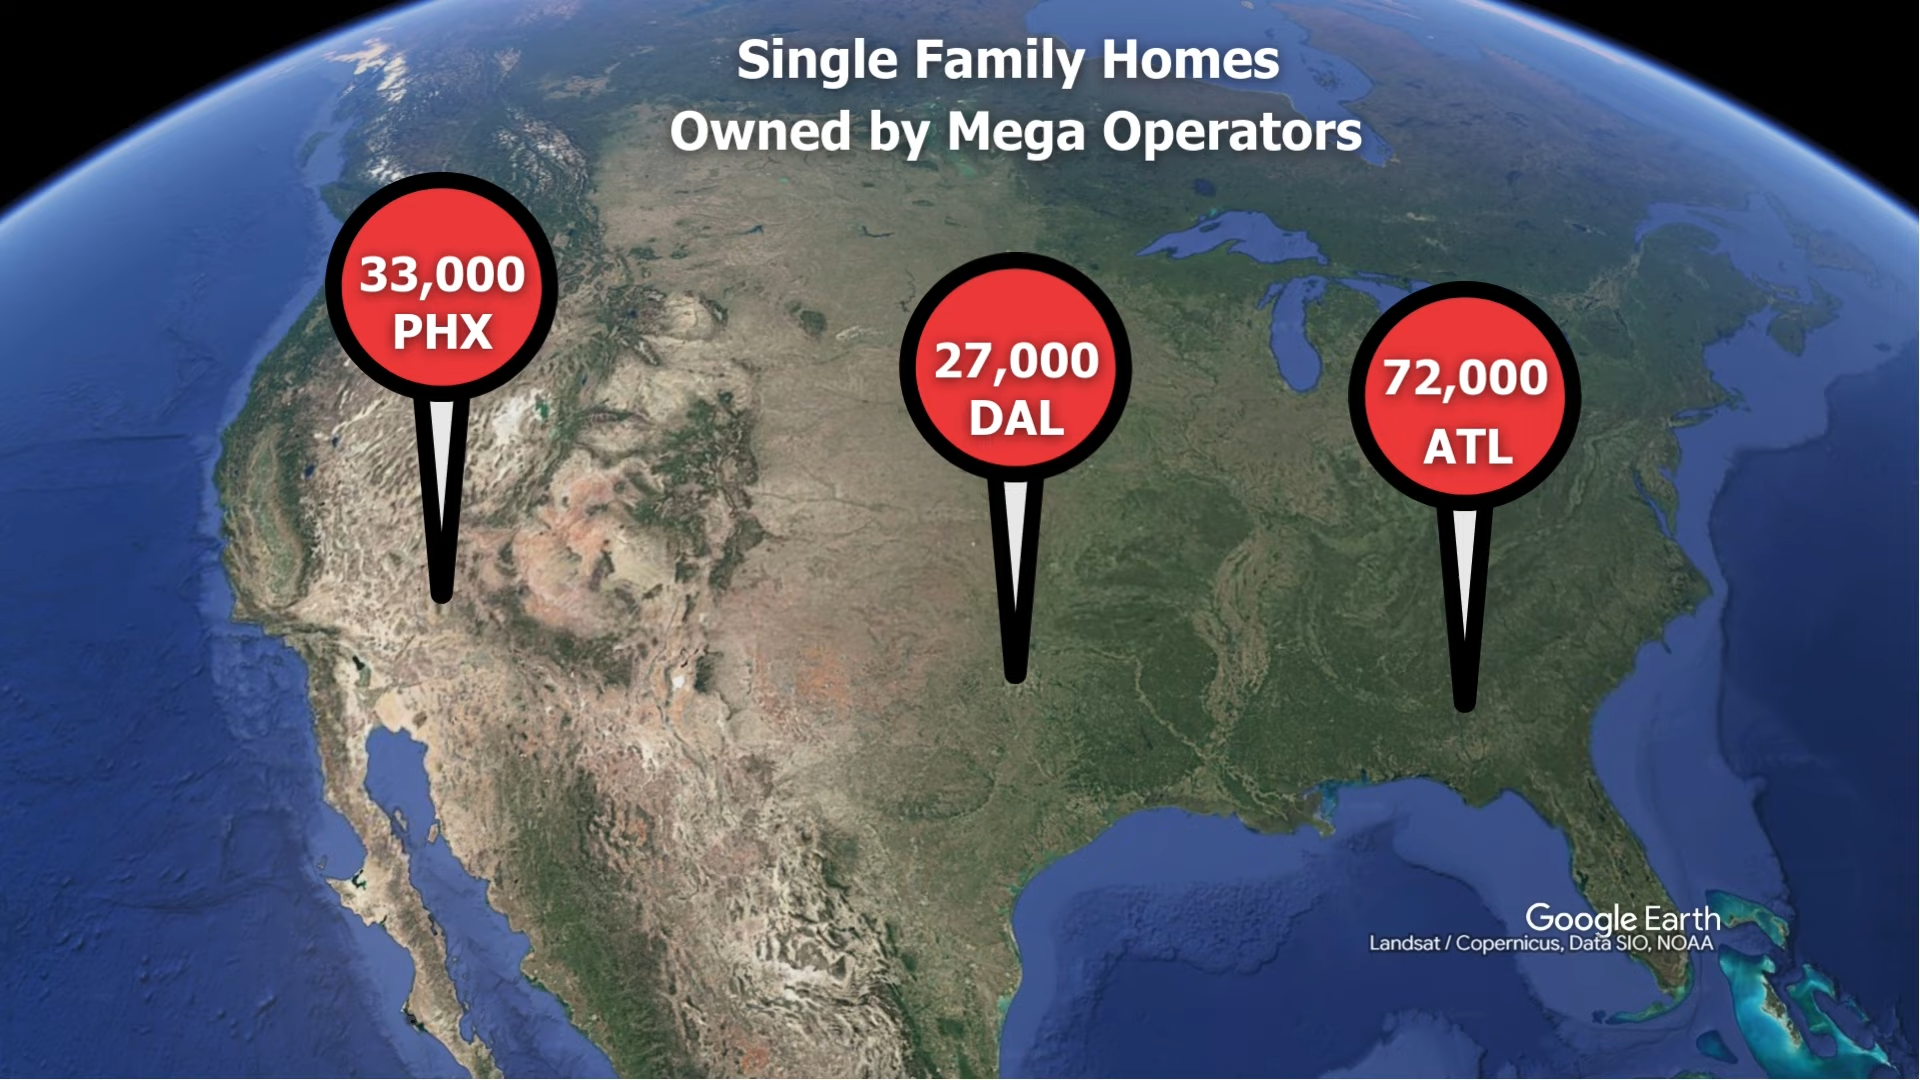 Single Family Homes
Owned by Mega Operators
33,000
PHX
27,000
DAL
72,000
ATL
Google Earth
Landsat / Copernicus, Data SIO, NOAA